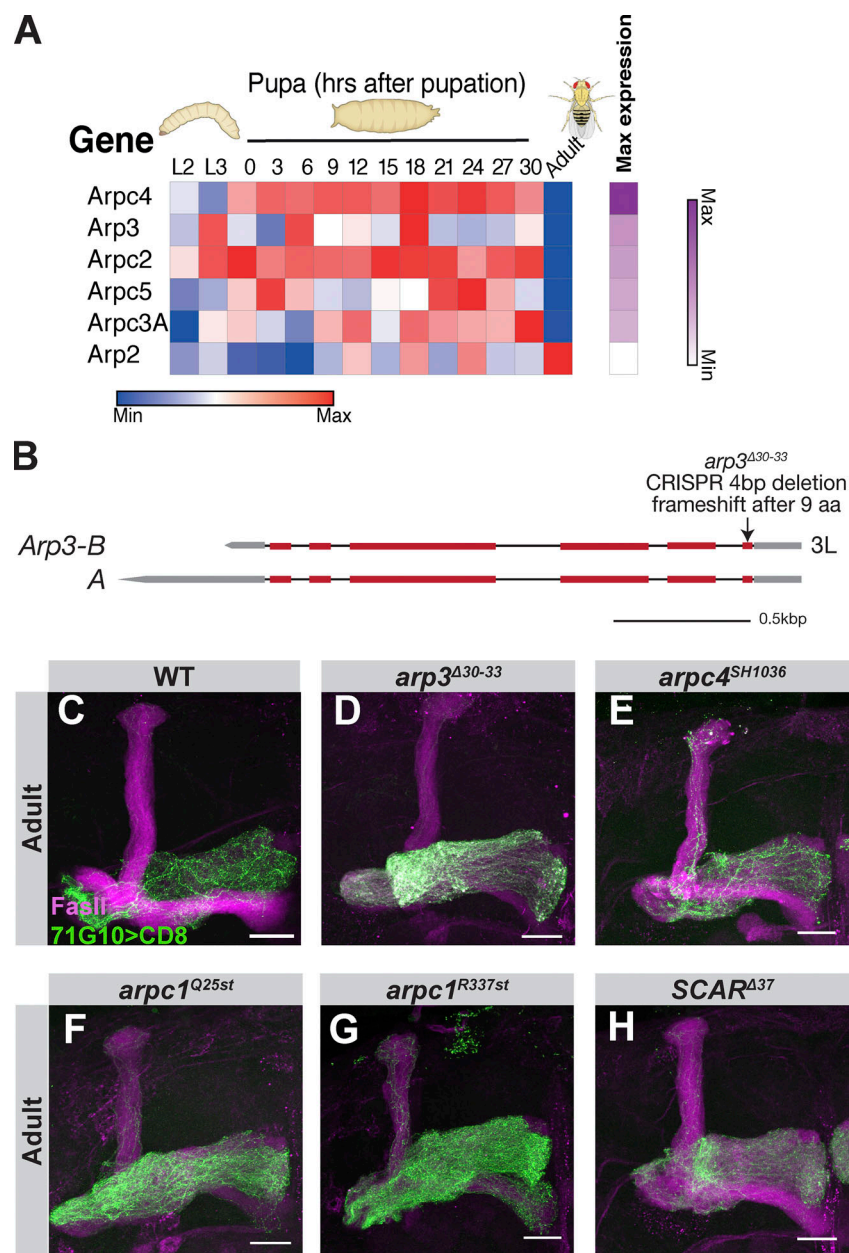 A
Pupa (hrs after pupation)
Max expression
Gene
L2 L3 0 3 6 9 12 15 18 21 24 27 30 Adult
Arpc4
Arp3
Arpc2
Arpc5
Arpc3A
Arp2
Max
Min
Min Max
B
arp3Δ30-33
CRISPR 4bp deletion
frameshift after 9 aa
Arp3-B 3L
A
0.5kbp
WT arp3Δ30-33 arpc4SH1036
Adult
C D E
FasII
71G10>CD8
arpc1Q25st arpc1R337st SCARΔ37
Adult
F G H